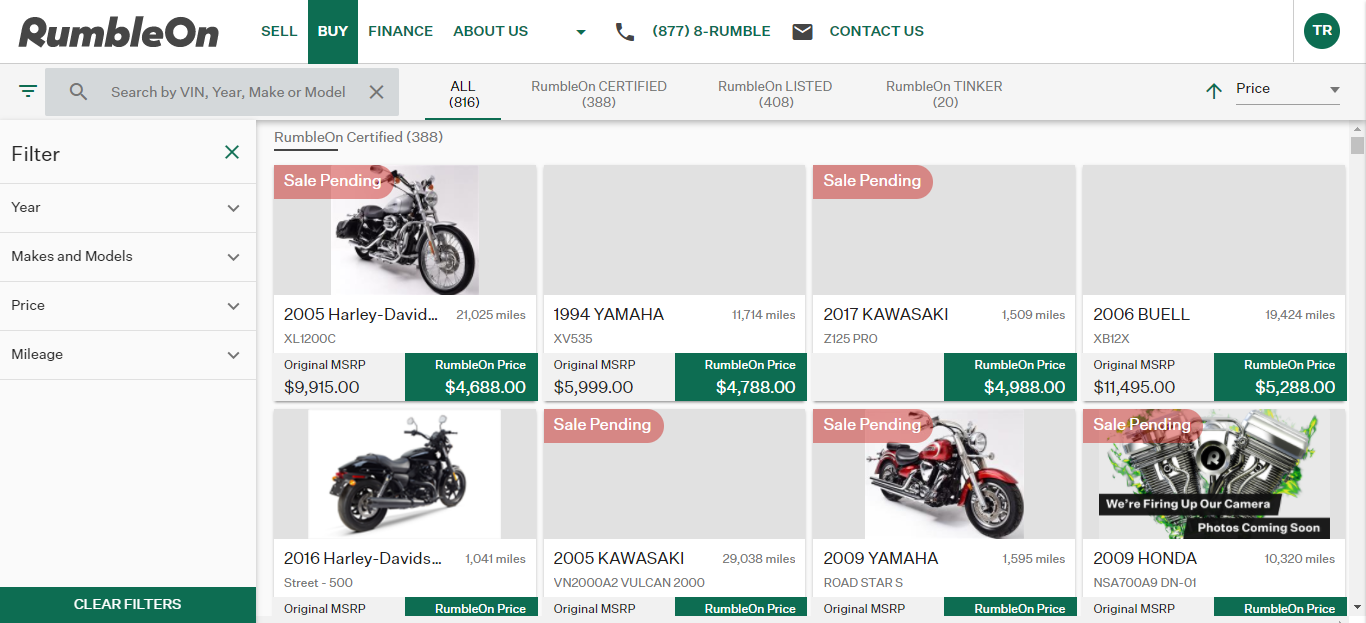 RumbleOn
SELL BUY FINANCE ABOUT US (877) 8-RUMBLE CONTACT US TR
Search by VIN, Year, Make or Model
ALL
(816)
RumbleOn CERTIFIED
(388)
RumbleOn LISTED
(408)
RumbleOn TINKER
(20)
Price
Filter
Year
Makes and Models
Price
Mileage
CLEAR FILTERS
RumbleOn Certified (388)
Sale Pending
2005 Harley-David... 21,025 miles
XL1200C
Original MSRP RumbleOn Price
$9,915.00 $4,688.00
1994 YAMAHA 11,714 miles
XV535
Original MSRP RumbleOn Price
$5,999.00 $4,788.00
Sale Pending
2017 KAWASAKI 1,509 miles
Z125 PRO
RumbleOn Price
$4,988.00
2006 BUELL 19,424 miles
XB12X
Original MSRP RumbleOn Price
$11,495.00 $5,288.00
2016 Harley-Davids... 1,041 miles
Street - 500
Original MSRP RumbleOn Price
Sale Pending
2005 KAWASAKI 29,038 miles
VN2000A2 VULCAN 2000
Original MSRP RumbleOn Price
Sale Pending
2009 YAMAHA 1,595 miles
ROAD STAR S
Original MSRP RumbleOn Price
Sale Pending
R
We're Firing Up Our Camera
Photos Coming Soon
2009 HONDA 10,320 miles
NSA700A9 DN-01
Original MSRP RumbleOn Price